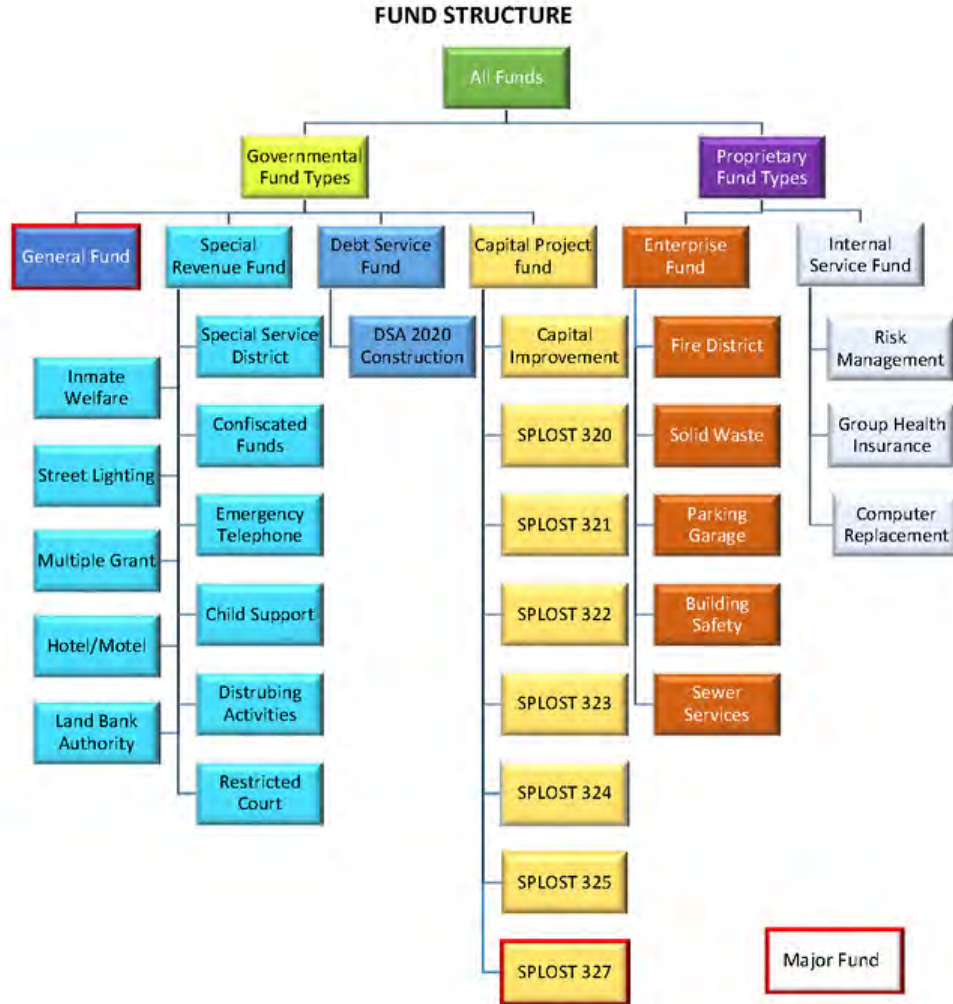 FUND STRUCTURE
All Funds
Governmental
Fund Types
Proprietary
Fund Types
General Fund
Special
Revenue Fund
Debt Service
Fund
Capital Project
fund
Enterprise
Fund
Internal
Service Fund
Inmate
Welfare
Street Lighting
Multiple Grant
Hotel/Motel
Land Bank
Authority
Special Service
District
Confiscated
Funds
Emergency
Telephone
Child Support
Distrubing
Activities
Restricted
Court
DSA 2020
Construction
Capital
Improvement
SPLOST 320
SPLOST 321
SPLOST 322
SPLOST 323
SPLOST 324
SPLOST 325
SPLOST 327
Fire District
Solid Waste
Parking
Garage
Building
Safety
Sewer
Services
Risk
Management
Group Health
Insurance
Computer
Replacement
Major Fund